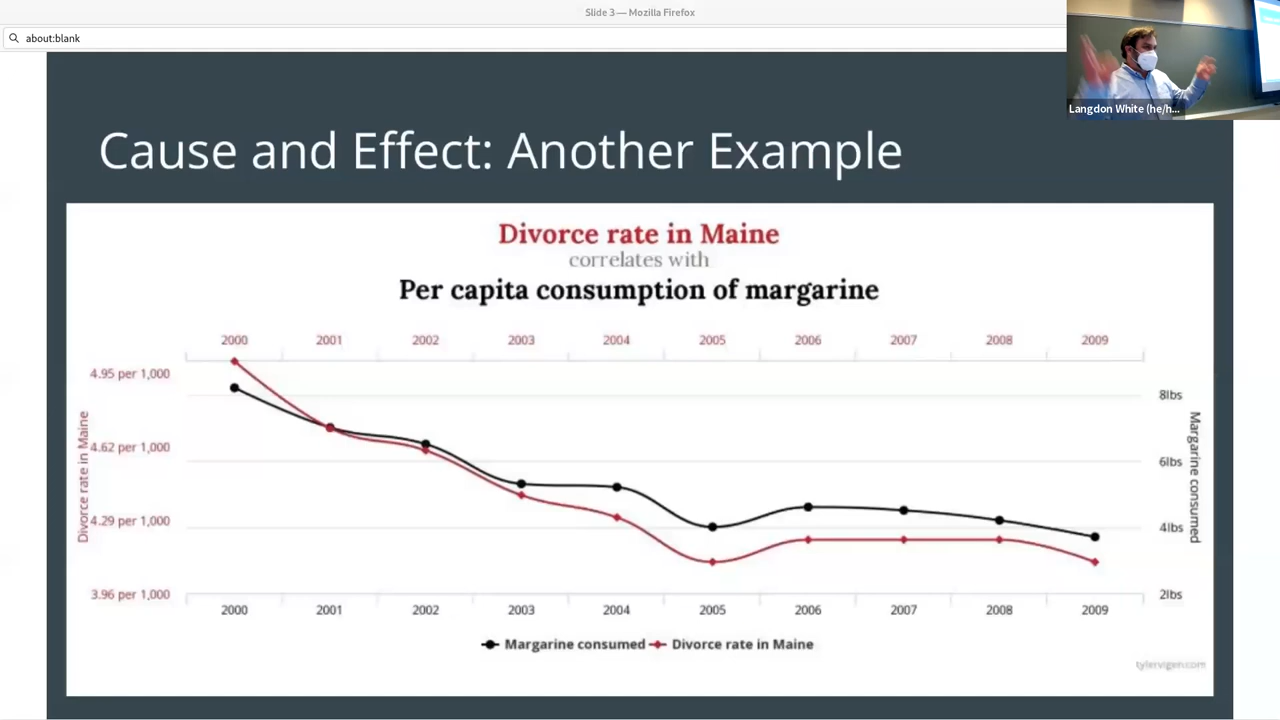 Slide 3 — Mozilla Firefox
about:blank
Langdon White (he/h...
Cause and Effect: Another Example
Divorce rate in Maine
correlates with
Per capita consumption of margarine
2000 2001 2002 2003 2004 2005 2006 2007 2008 2009
4.95 per 1,000
4.62 per 1,000
4.29 per 1,000
3.96 per 1,000
Divorce rate in Maine
8lbs
6lbs
4lbs
2lbs
Margarine consumed
2000 2001 2002 2003 2004 2005 2006 2007 2008 2009
Margarine consumed Divorce rate in Maine
tylervigen.com